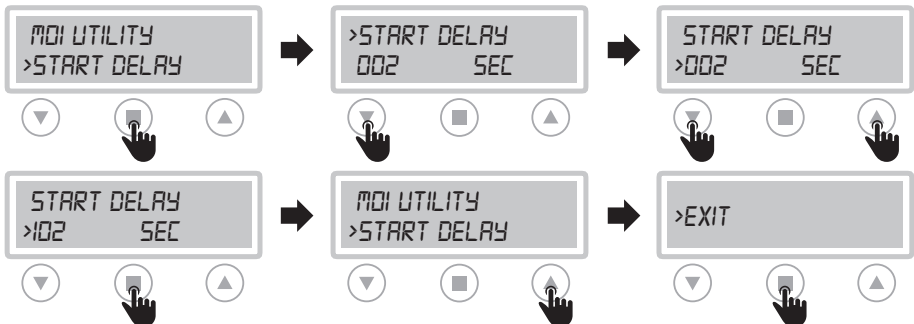 MOI UTILITY
>START DELAY
>START DELAY
002 SEC
START DELAY
>002 SEC
START DELAY
>102 SEC
MOI UTILITY
>START DELAY
>EXIT